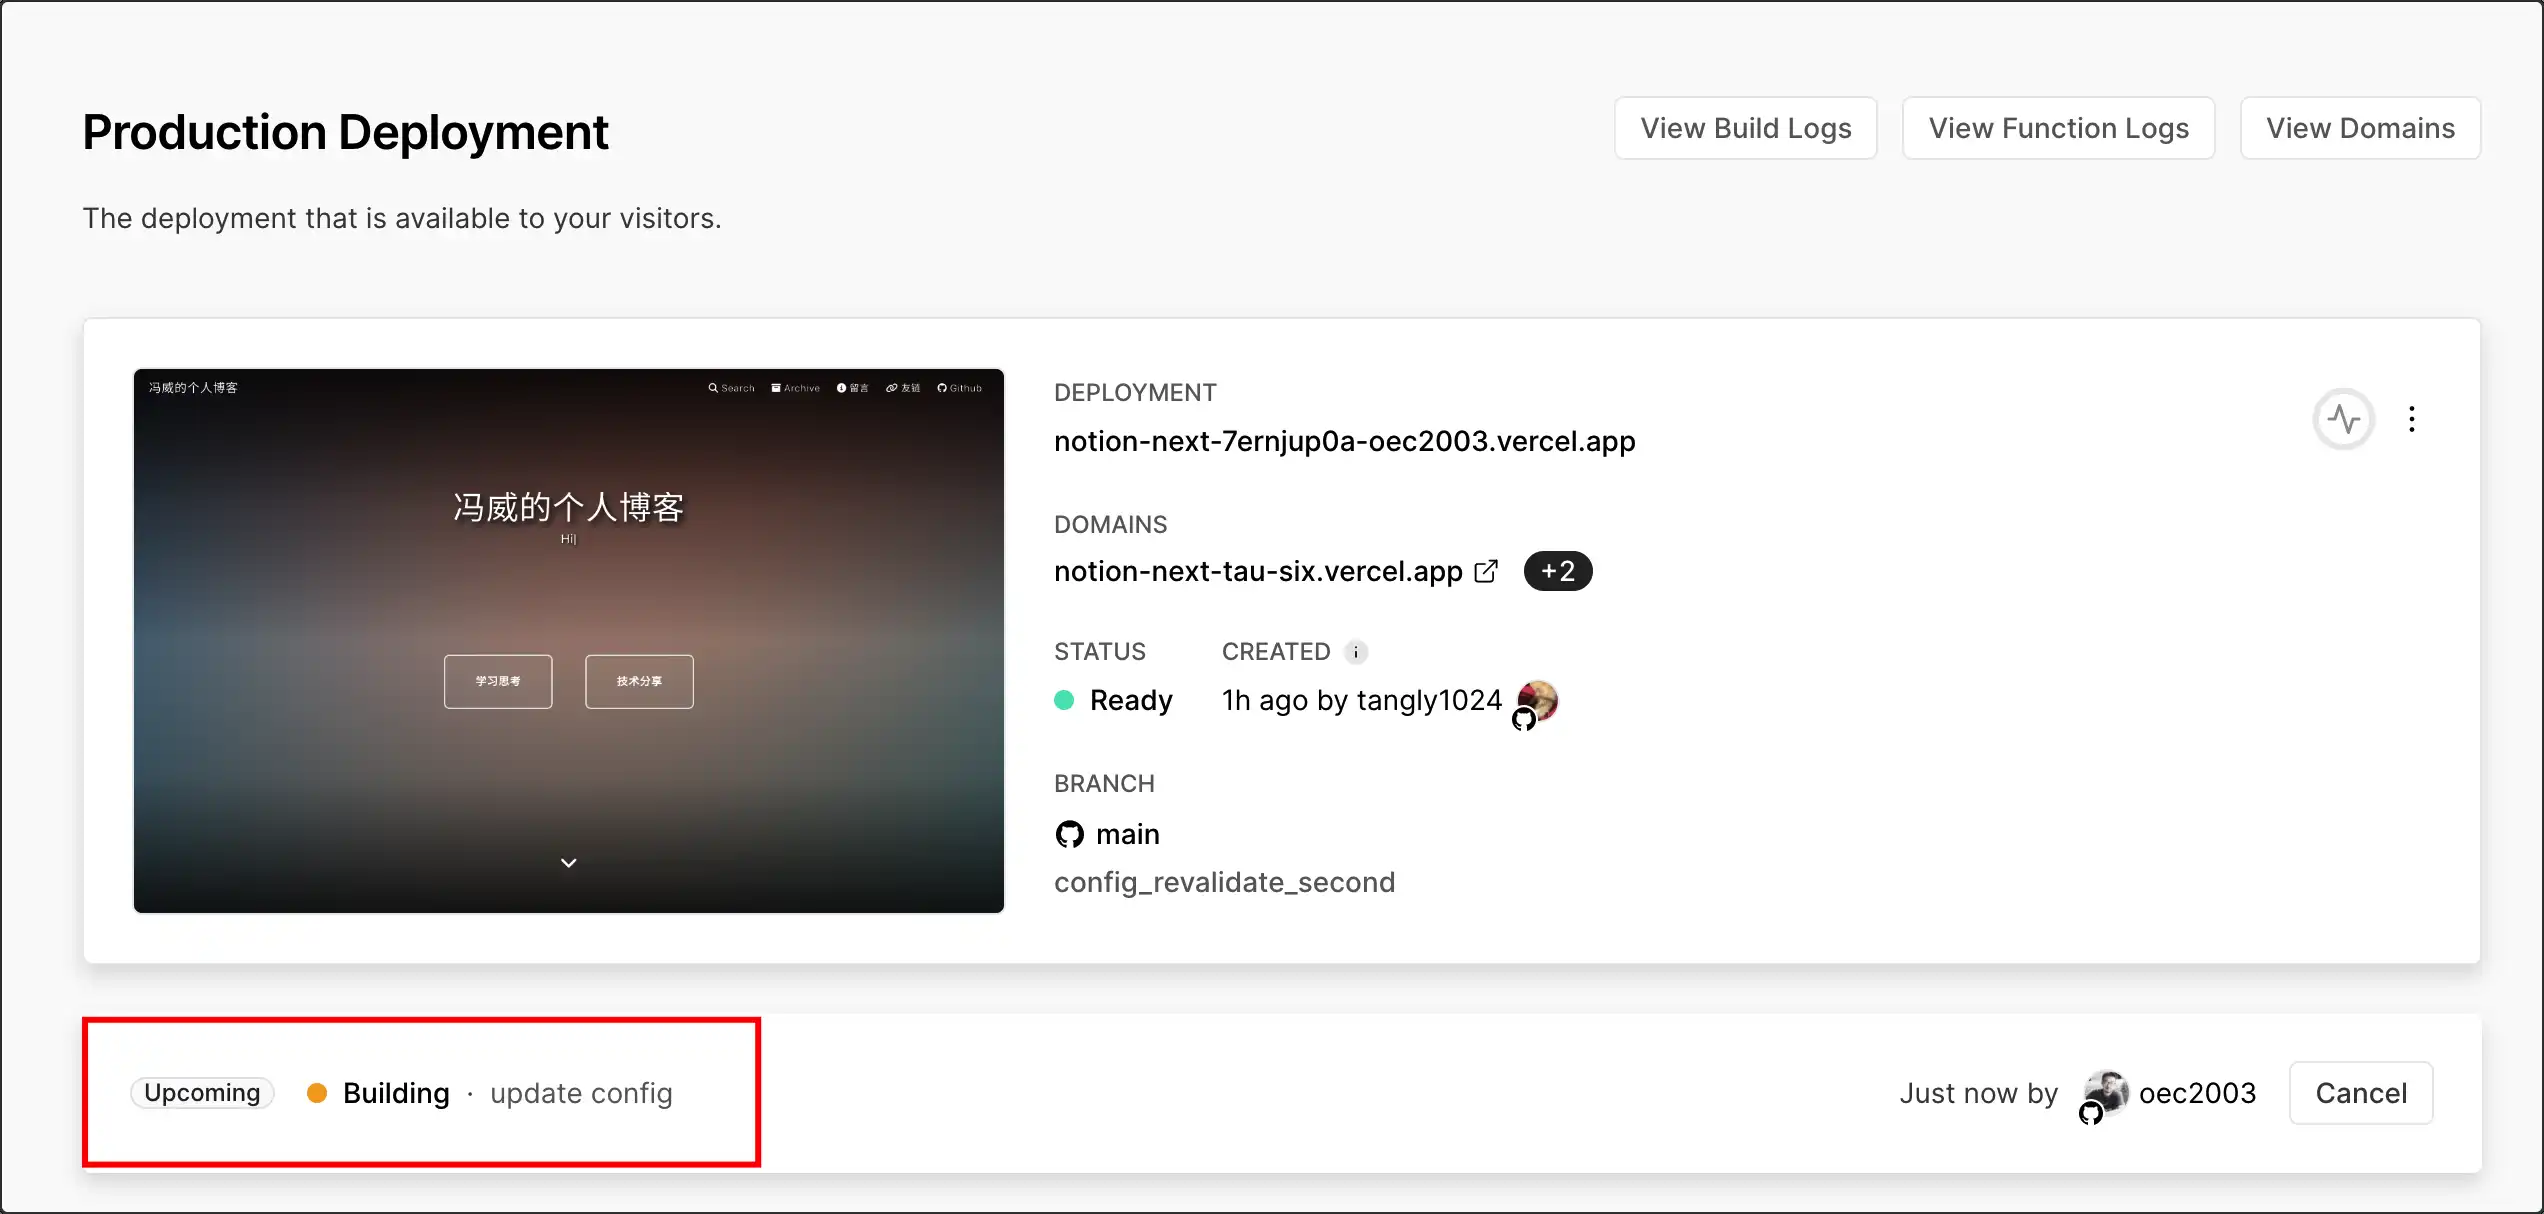 Production Deployment
View Build Logs
View Function Logs
View Domains
The deployment that is available to your visitors.
冯威的个人博客
Search
Archive
留言
友链
Github
冯威的个人博客
Hi|
学习思考
技术分享
DEPLOYMENT
notion-next-7ernjup0a-oec2003.vercel.app
DOMAINS
notion-next-tau-six.vercel.app +2
STATUS
CREATED
Ready
1h ago by tangly1024
BRANCH
main
config_revalidate_second
Upcoming Building · update config
Just now by oec2003
Cancel